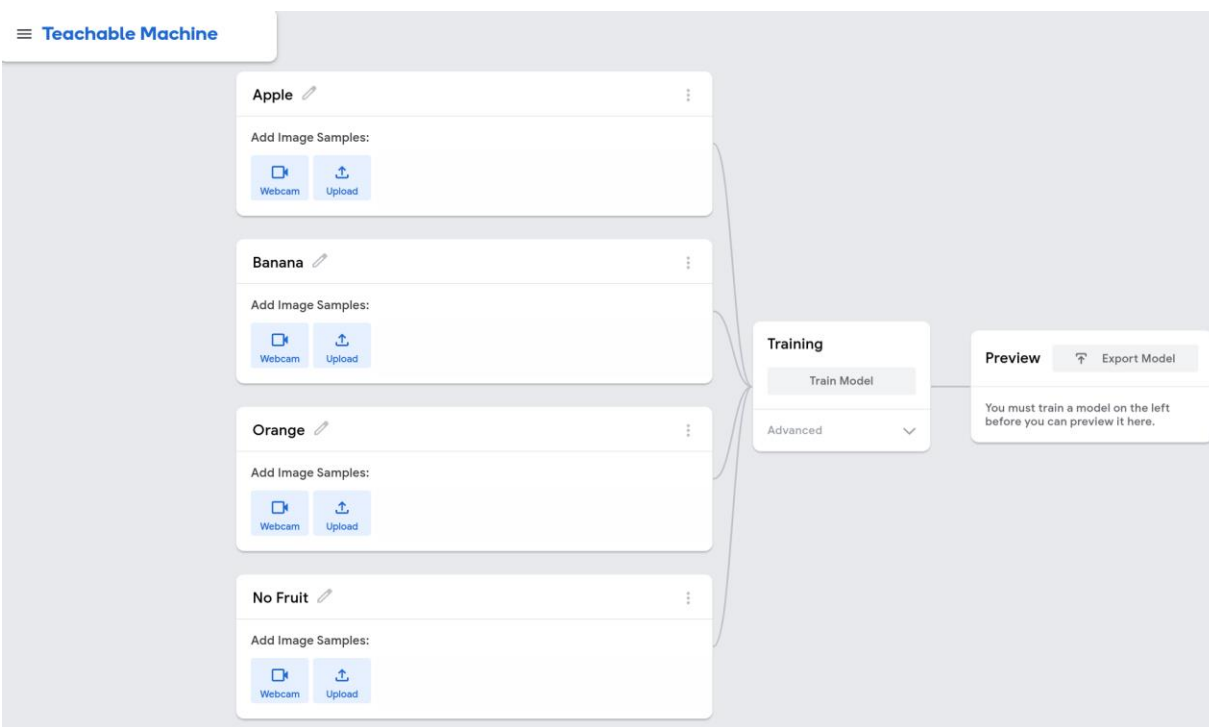 Teachable Machine
Apple
Add Image Samples:
Webcam
Upload
Banana
Add Image Samples:
Webcam
Upload
Orange
Add Image Samples:
Webcam
Upload
No Fruit
Add Image Samples:
Webcam
Upload
Training
Train Model
Advanced
Preview
Export Model
You must train a model on the left
before you can preview it here.